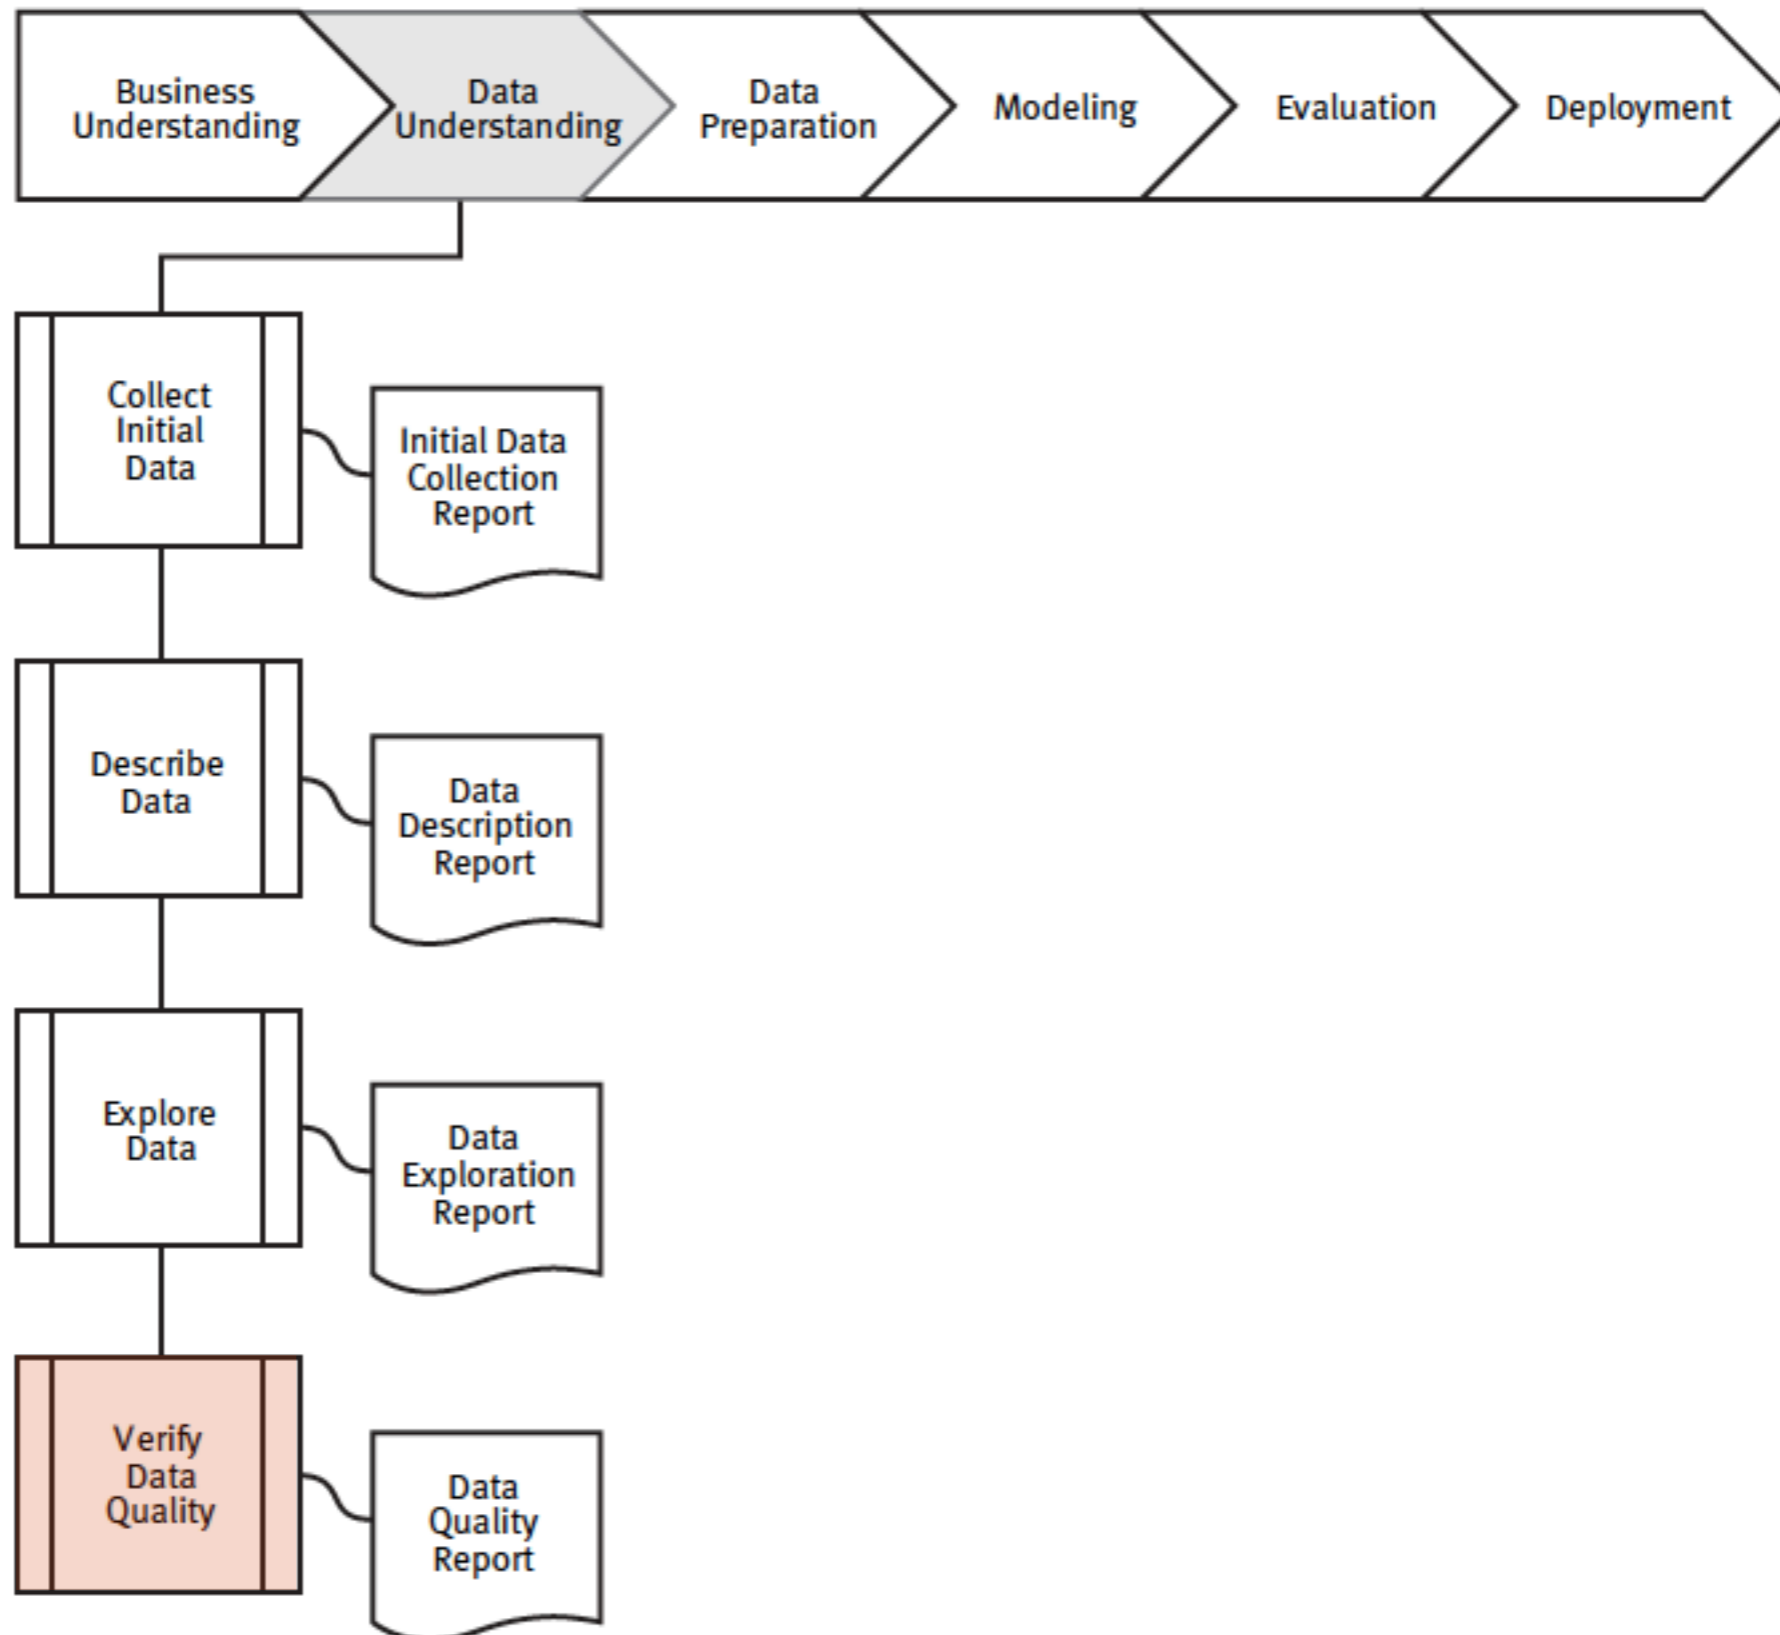 Business
Understanding
Data
Understanding
Data
Preparation
Modeling
Evaluation
Deployment
Collect
Initial
Data
Initial Data
Collection
Report
Describe
Data
Data
Description
Report
Explore
Data
Data
Exploration
Report
Verify
Data
Quality
Data
Quality
Report